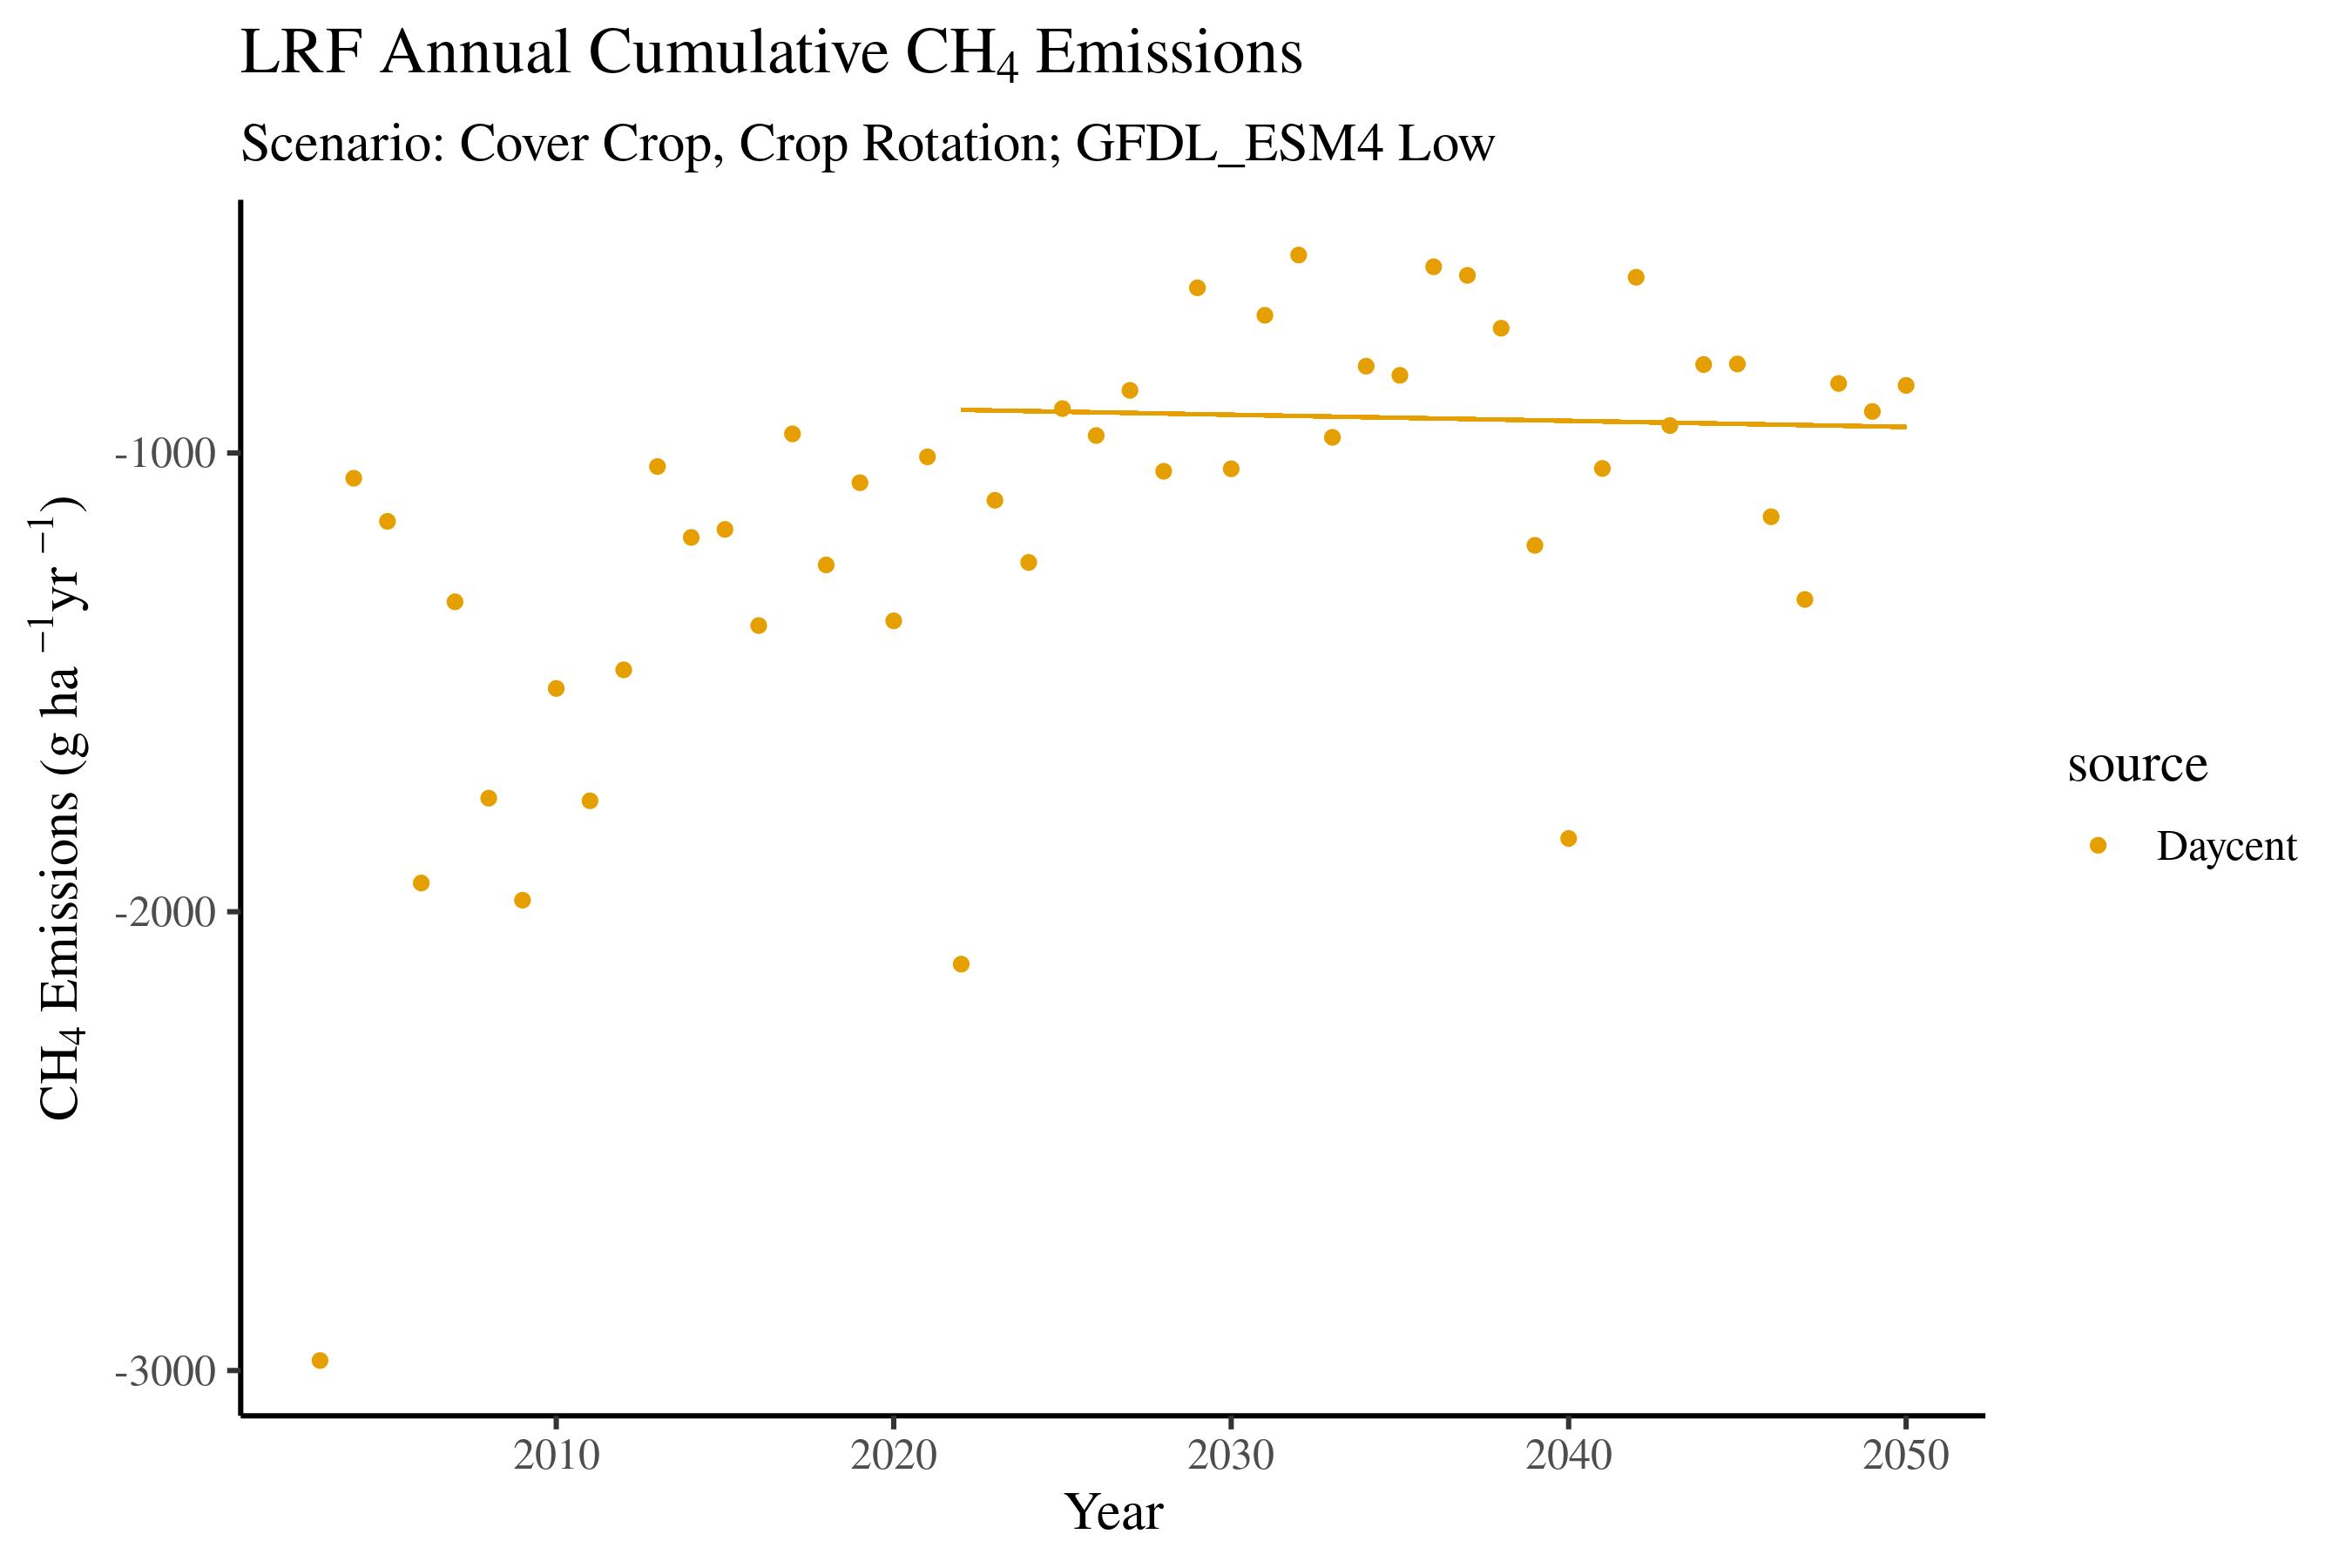 LRF Annual Cumulative CH₄ Emissions
Scenario: Cover Crop, Crop Rotation; GFDL_ESM4 Low
CH₄ Emissions (g ha⁻¹yr⁻¹)
-1000
-2000
-3000
2010 2020 2030 2040 2050
Year
source
Daycent